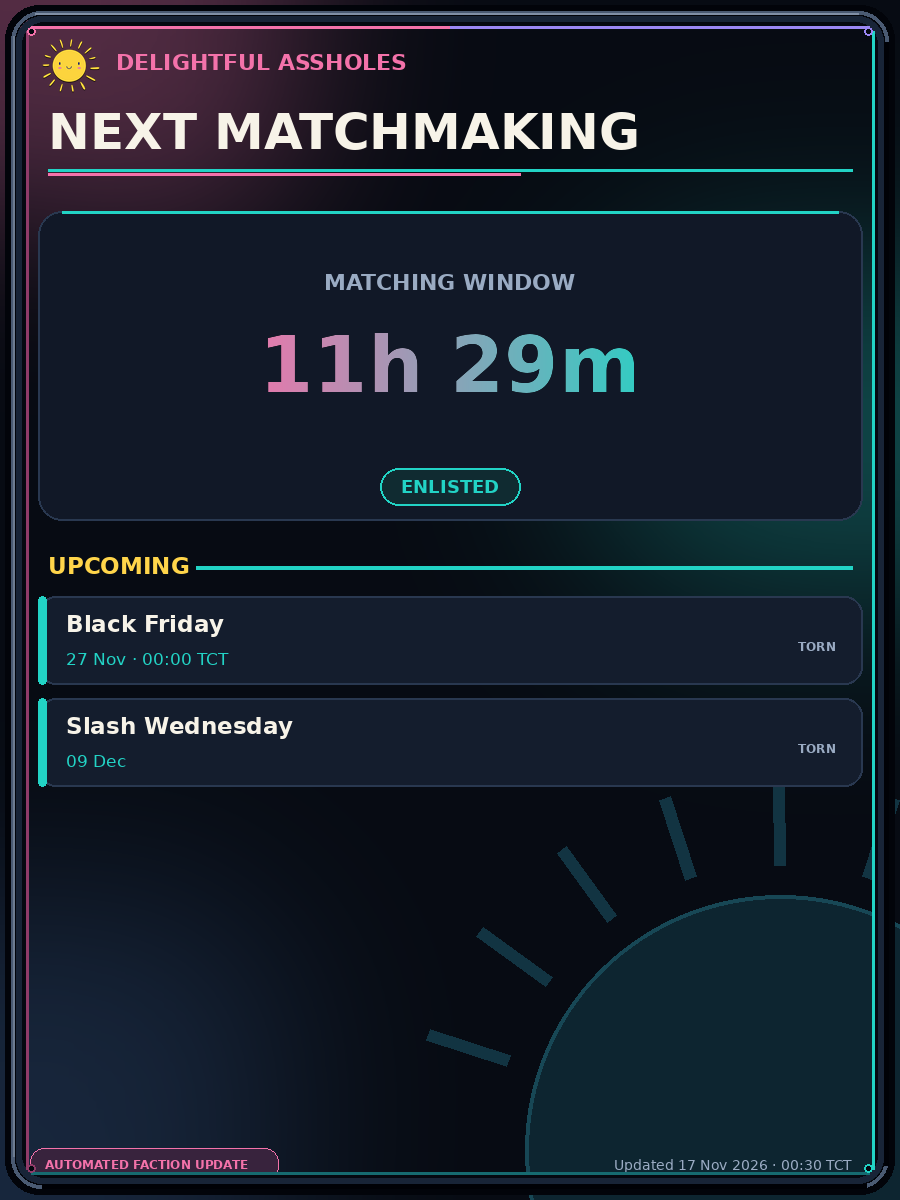 DELIGHTFUL ASSHOLES
NEXT MATCHMAKING
MATCHING WINDOW
11h 29m
ENLISTED
UPCOMING
Black Friday
27 Nov · 00:00 TCT
TORN
Slash Wednesday
09 Dec
TORN
AUTOMATED FACTION UPDATE
Updated 17 Nov 2026 · 00:30 TCT